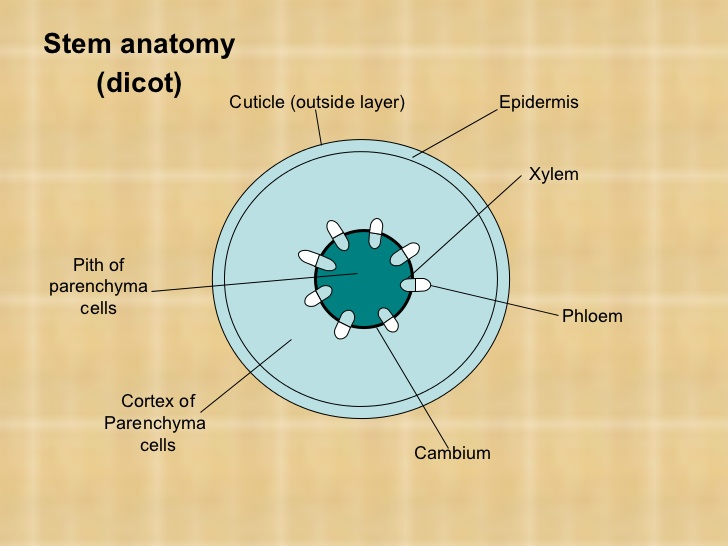 Stem anatomy
(dicot)
Cuticle (outside layer)
Epidermis
Xylem
Pith of
parenchyma
cells
Phloem
Cortex of
Parenchyma
cells
Cambium